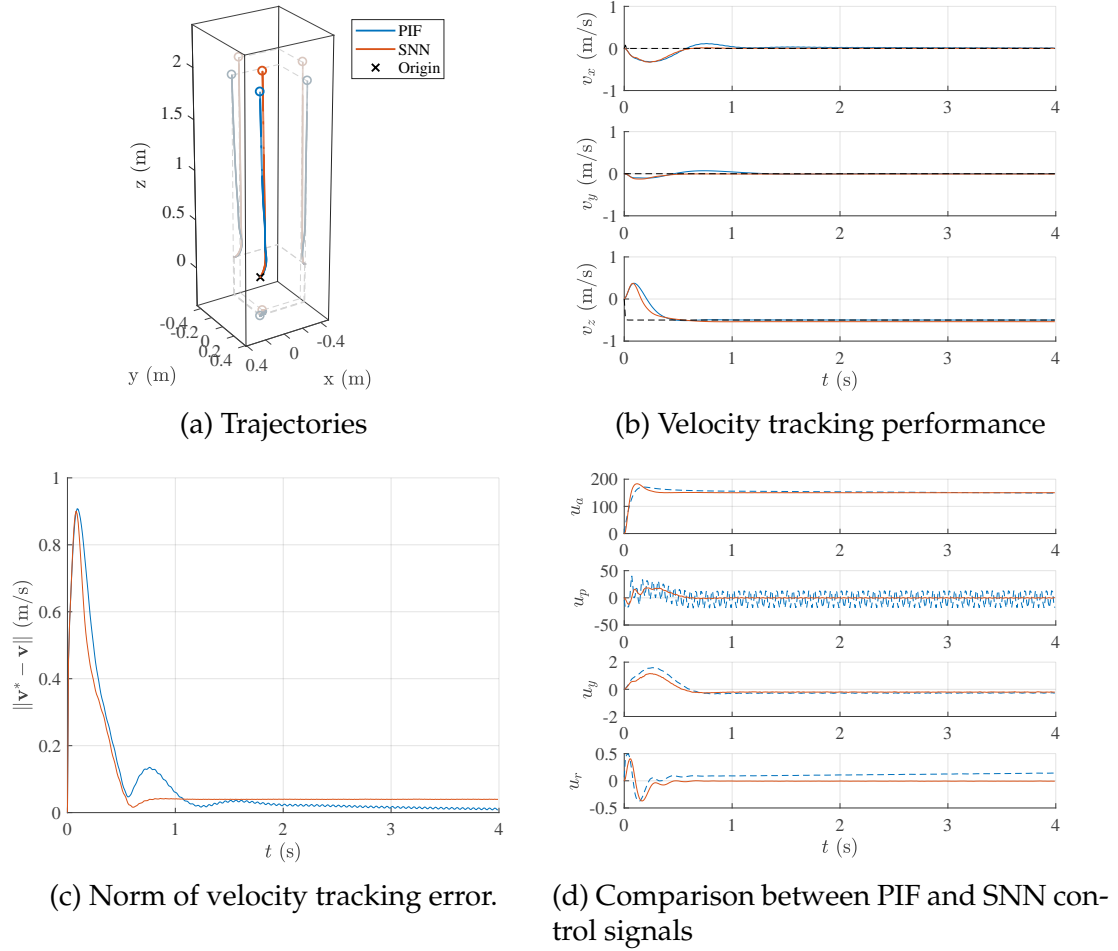 PIF
SNN
Origin
2
1.5
1
0.5
0
z (m)
-0.4
-0.2
0
0.2
0.4
y (m)
0.4
0
-0.4
x (m)
(a) Trajectories
1
0
-1
v_x (m/s)
0 1 2 3 4
1
0
-1
v_y (m/s)
0 1 2 3 4
1
0
-1
v_z (m/s)
0 1 2 3 4
t (s)
(b) Velocity tracking performance
1
0.8
0.6
0.4
0.2
0
‖v* − v‖ (m/s)
0 1 2 3 4
t (s)
(c) Norm of velocity tracking error.
200
100
0
u_a
0 1 2 3 4
50
0
-50
u_p
0 1 2 3 4
2
0
2
u_y
0 1 2 3 4
0.5
0
-0.5
u_r
0 1 2 3 4
t (s)
(d) Comparison between PIF and SNN con-
trol signals